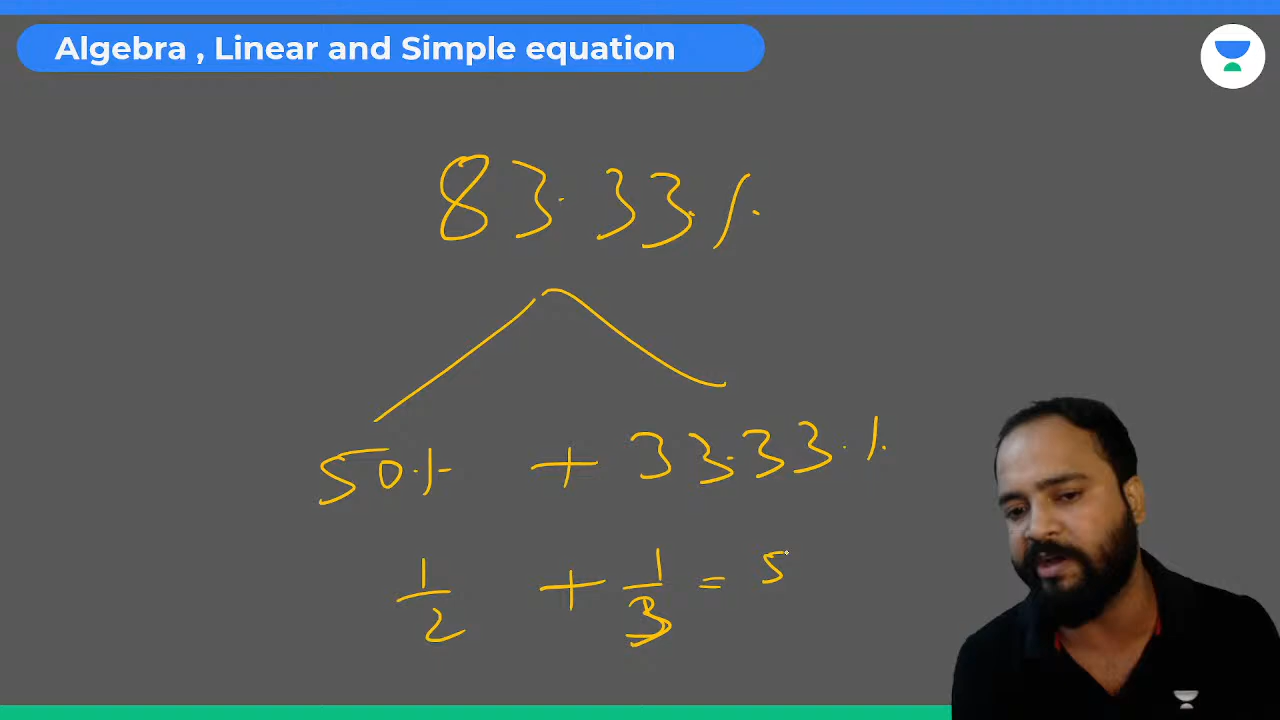 Algebra , Linear and Simple equation
83.33%
50% + 33.33%
1/2 + 1/3 = 5